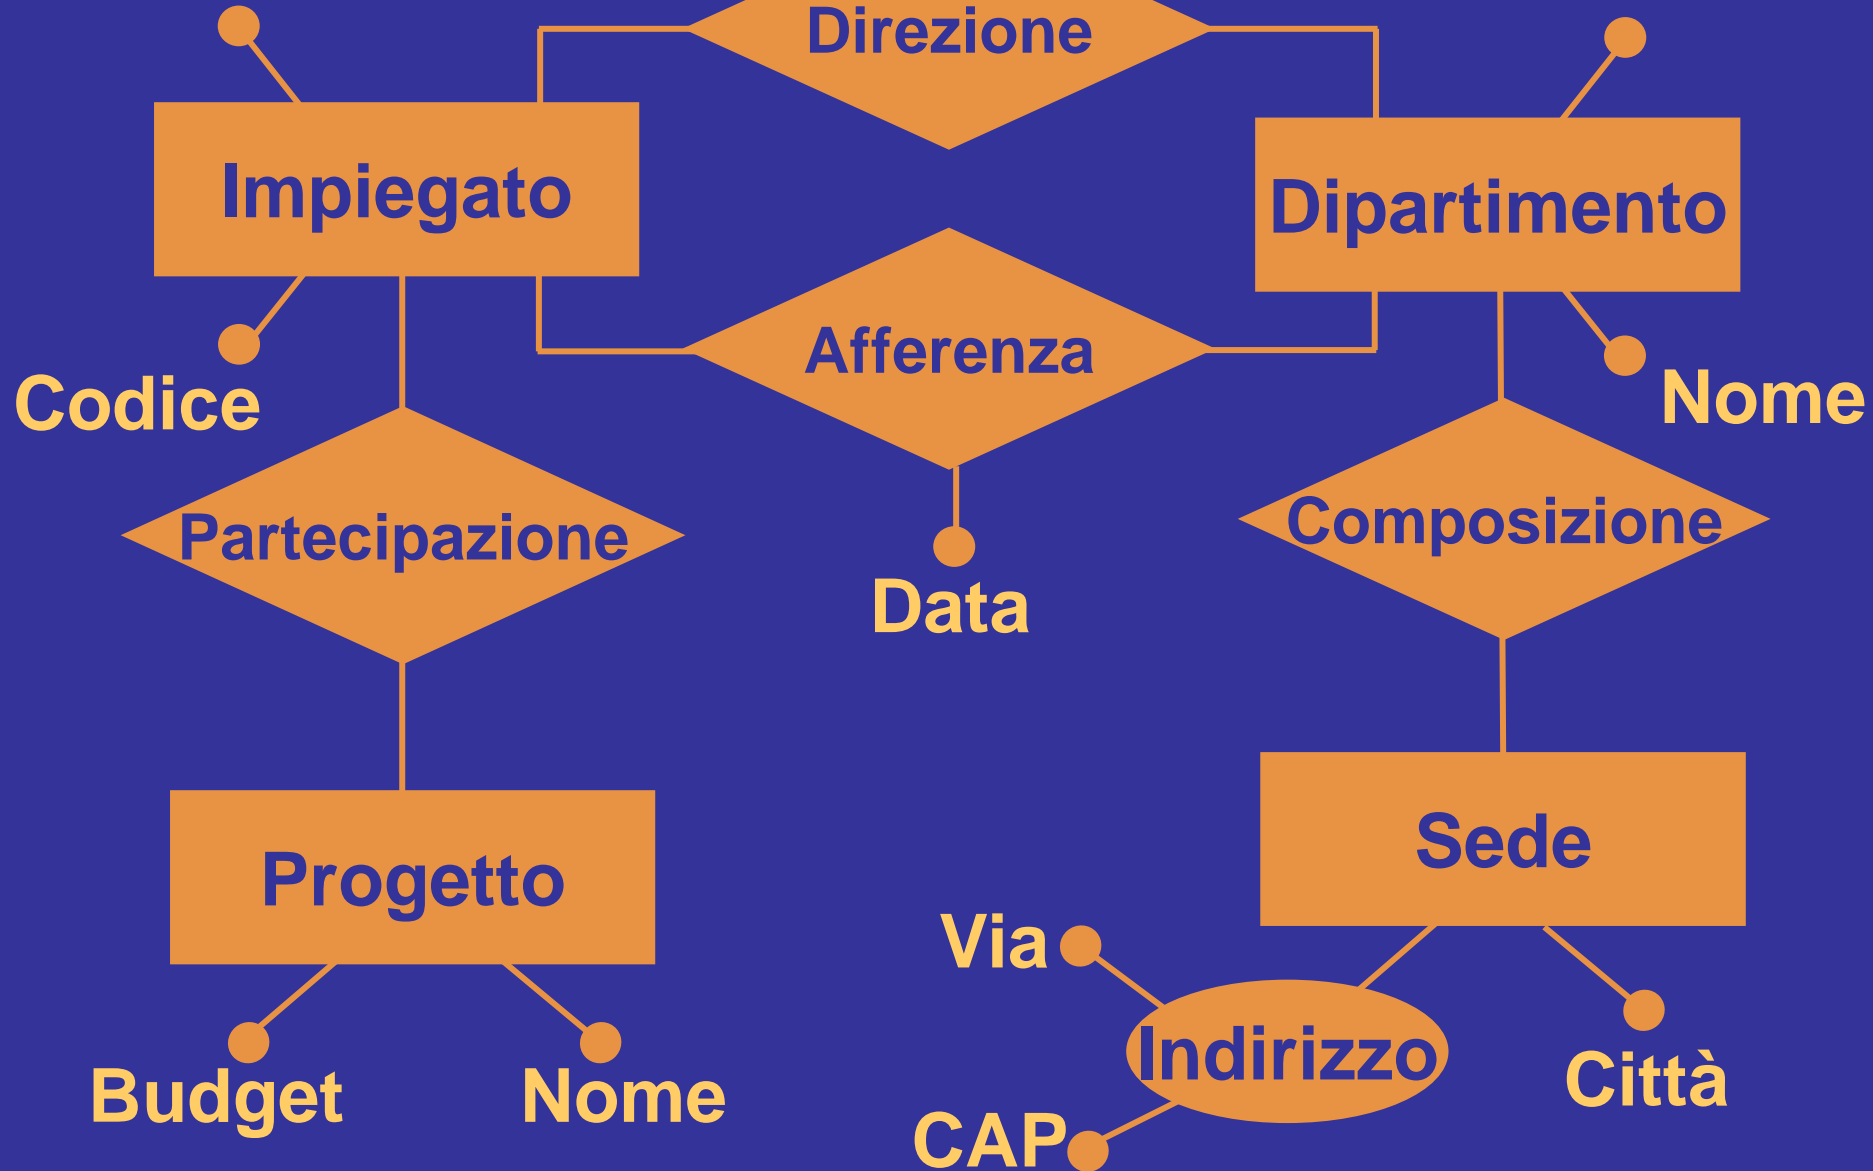 Direzione
Impiegato
Dipartimento
Afferenza
Codice
Nome
Partecipazione
Composizione
Data
Sede
Progetto
Via
Indirizzo
Città
Budget
Nome
CAP